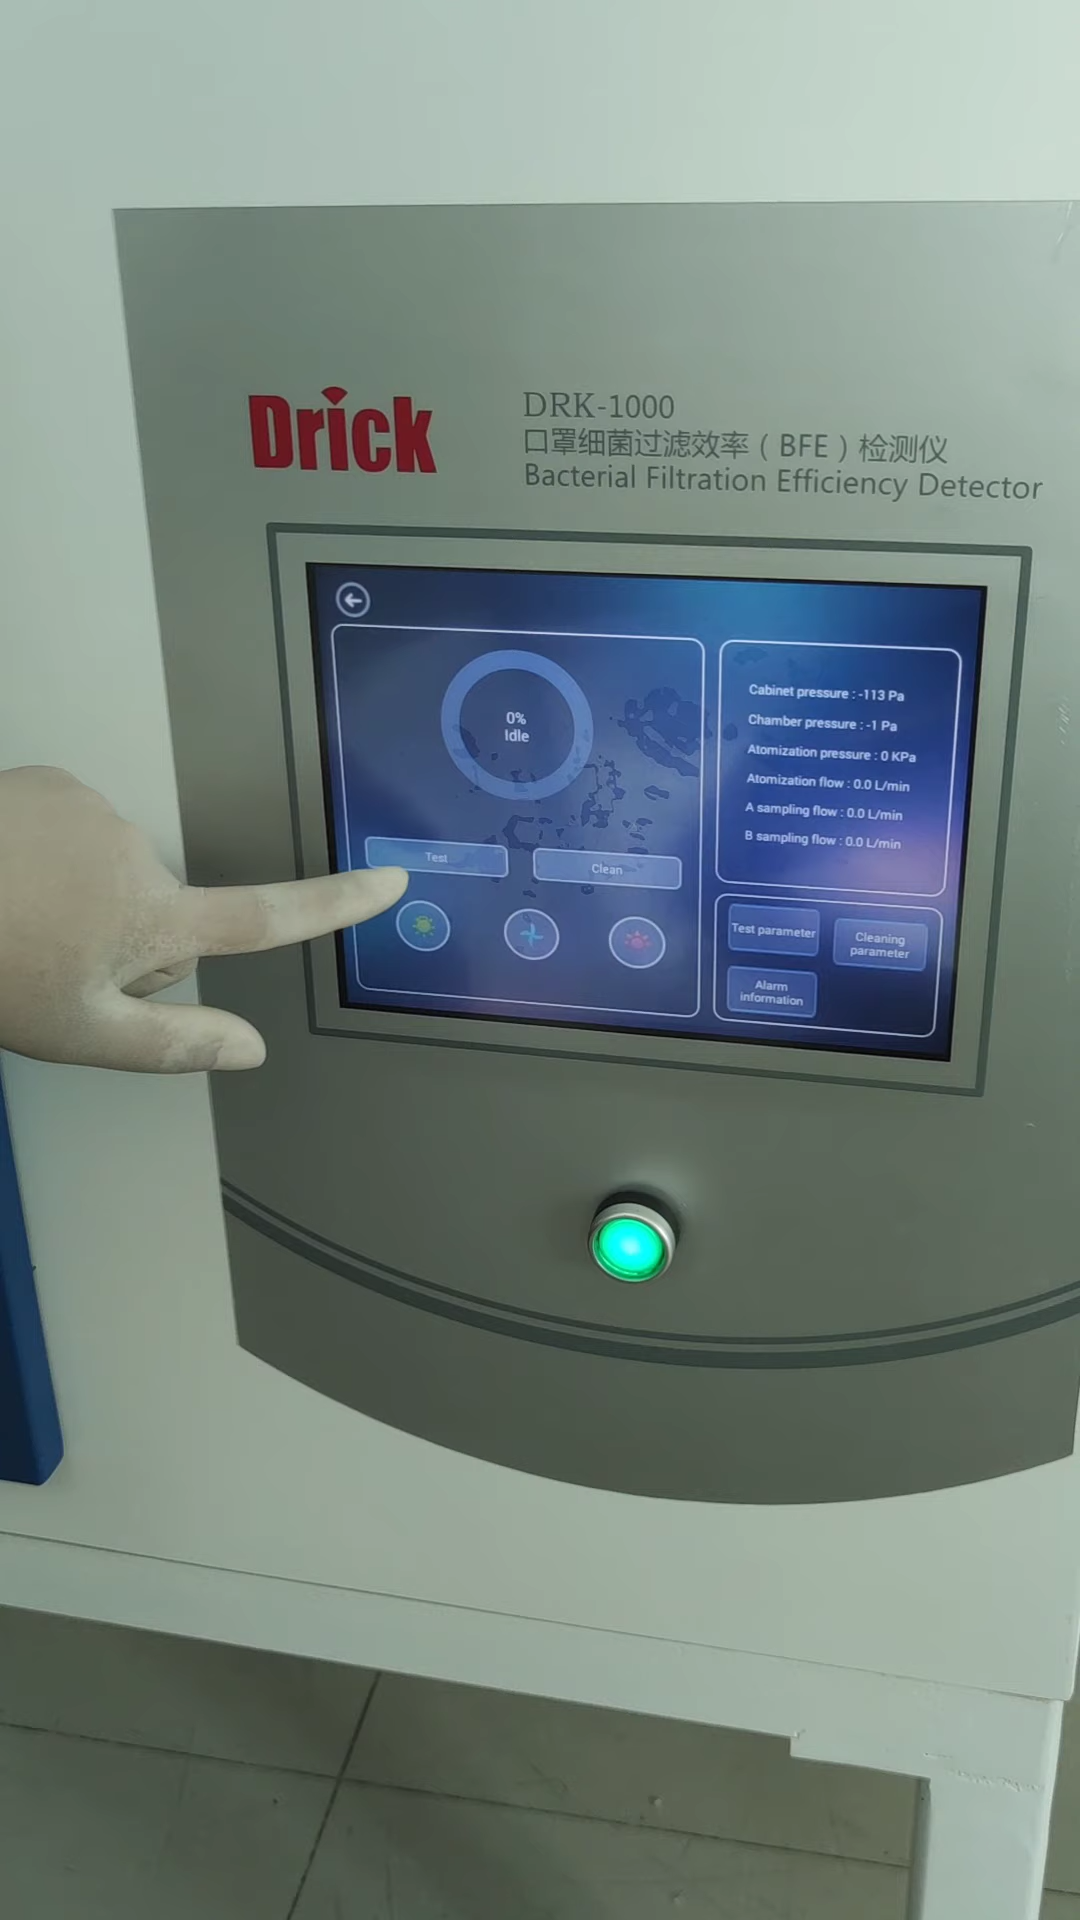 Drick
DRK-1000
口罩细菌过滤效率（BFE）检测仪
Bacterial Filtration Efficiency Detector
0%
Idle
Test
Clean
Cabinet pressure : -113 Pa
Chamber pressure : -1 Pa
Atomization pressure : 0 KPa
Atomization flow : 0.0 L/min
A sampling flow : 0.0 L/min
B sampling flow : 0.0 L/min
Test parameter
Cleaning
parameter
Alarm
information